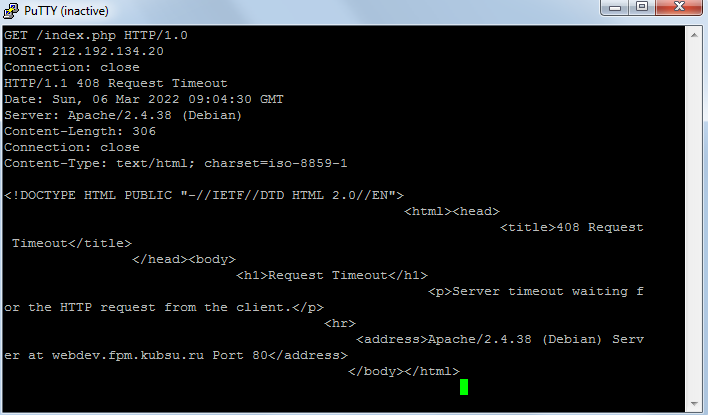 PuTTY (inactive)
GET /index.php HTTP/1.0
HOST: 212.192.134.20
Connection: close
HTTP/1.1 408 Request Timeout
Date: Sun, 06 Mar 2022 09:04:30 GMT
Server: Apache/2.4.38 (Debian)
Content-Length: 306
Connection: close
Content-Type: text/html; charset=iso-8859-1
<!DOCTYPE HTML PUBLIC "-//IETF//DTD HTML 2.0//EN">
<html><head>
<title>408 Request
Timeout</title>
</head><body>
<h1>Request Timeout</h1>
<p>Server timeout waiting f
or the HTTP request from the client.</p>
<hr>
<address>Apache/2.4.38 (Debian) Serv
er at webdev.fpm.kubsu.ru Port 80</address>
</body></html>